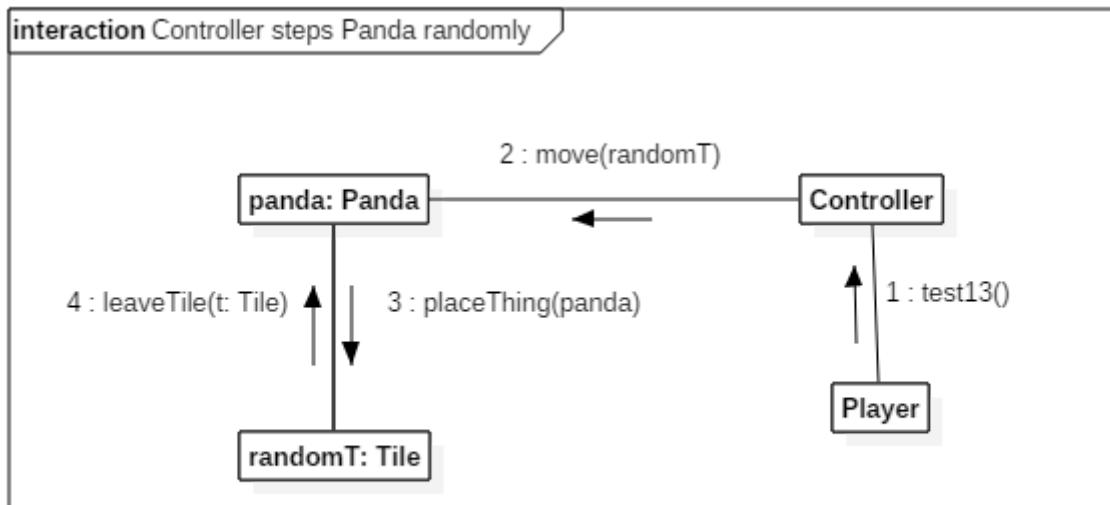 interaction Controller steps Panda randomly
2 : move(randomT)
panda: Panda
Controller
4 : leaveTile(t: Tile)
3 : placeThing(panda)
1 : test13()
Player
randomT: Tile